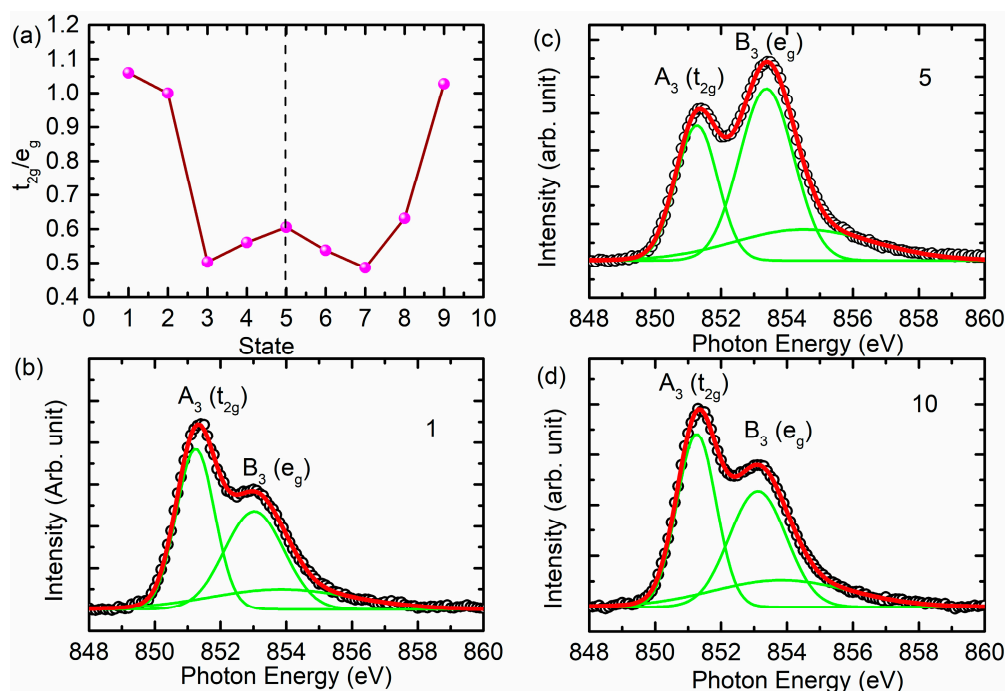 (a)
1.2
1.1
1.0
0.9
0.8
0.7
0.6
0.5
0.4
t2g/eg
0 1 2 3 4 5 6 7 8 9 10
State
(c)
B3 (eg)
A3 (t2g)
5
Intensity (arb. unit)
848 850 852 854 856 858 860
Photon Energy (eV)
(b)
A3 (t2g)
1
B3 (eg)
Intensity (Arb. unit)
848 850 852 854 856 858 860
Photon Energy (eV)
(d)
A3 (t2g)
10
B3 (eg)
Intensity (arb. unit)
848 850 852 854 856 858 860
Photon Energy (eV)